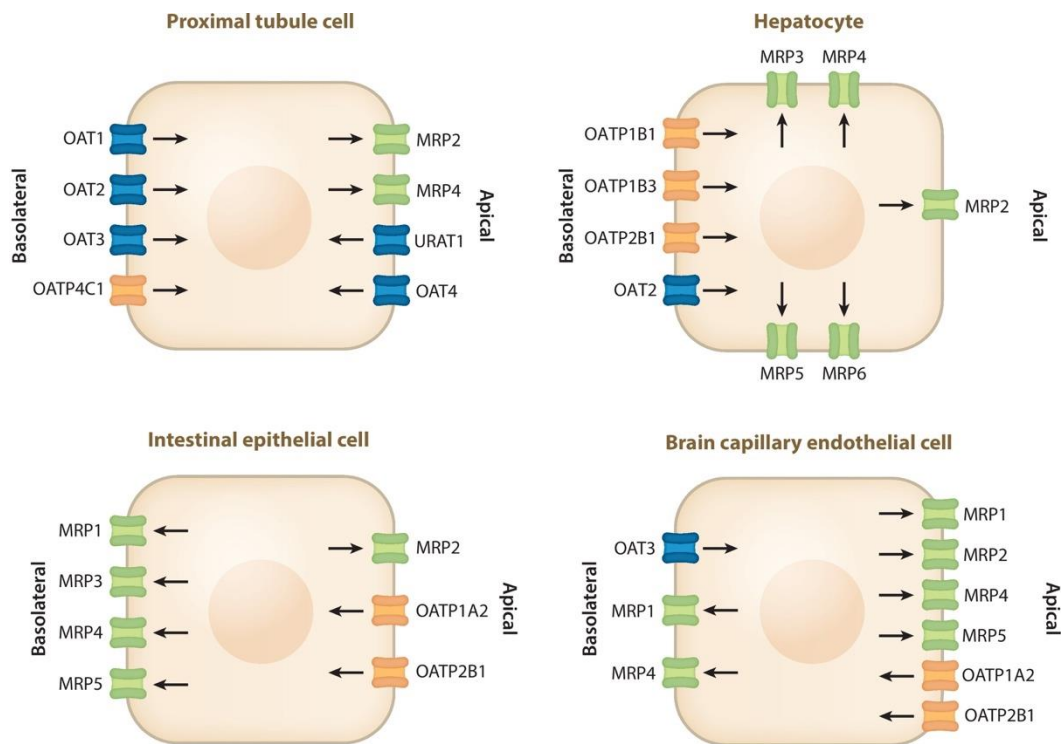 Proximal tubule cell
Basolateral
OAT1
OAT2
OAT3
OATP4C1
MRP2
MRP4
URAT1
OAT4
Apical
Hepatocyte
MRP3 MRP4
Basolateral
OATP1B1
OATP1B3
OATP2B1
OAT2
MRP2
Apical
MRP5 MRP6
Intestinal epithelial cell
Basolateral
MRP1
MRP3
MRP4
MRP5
MRP2
OATP1A2
OATP2B1
Apical
Brain capillary endothelial cell
Basolateral
OAT3
MRP1
MRP4
MRP1
MRP2
MRP4
MRP5
OATP1A2
OATP2B1
Apical